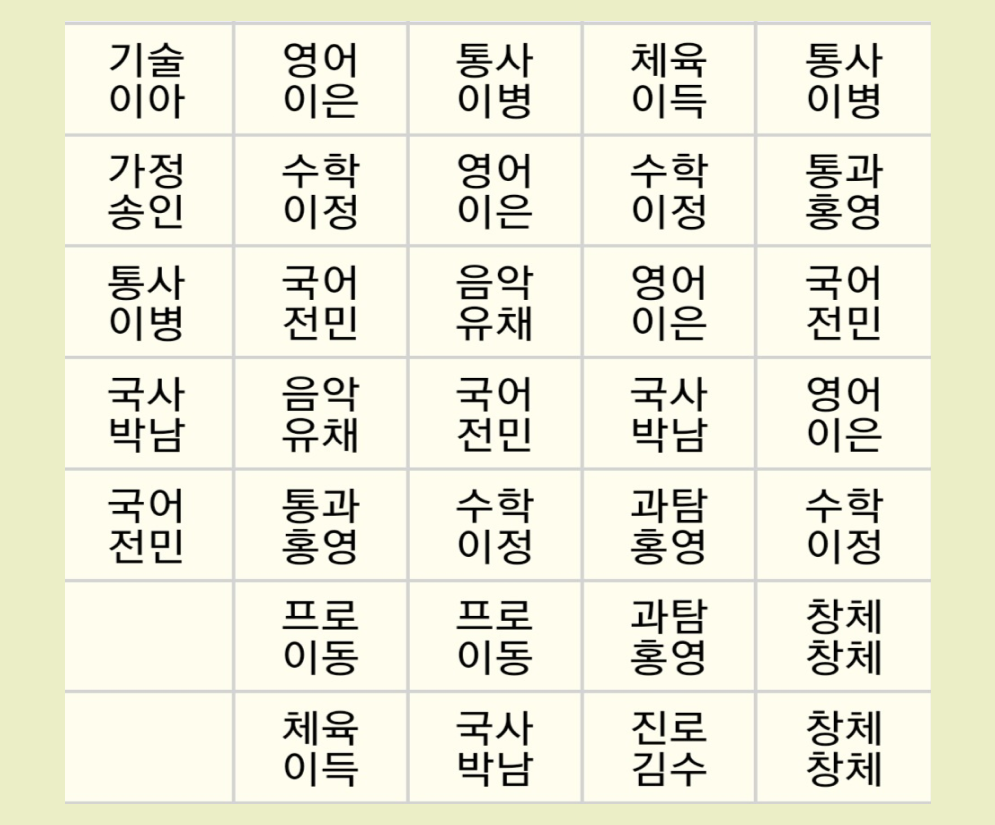 기술 영어 통사 체육 통사
이아 이은 이병 이득 이병
가정 수학 영어 수학 통과
송인 이정 이은 이정 홍영
통사 국어 음악 영어 국어
이병 전민 유채 이은 전민
국사 음악 국어 국사 영어
박남 유채 전민 박남 이은
국어 통과 수학 과탐 수학
전민 홍영 이정 홍영 이정
프로 프로 과탐 창체
이동 이동 홍영 창체
체육 국사 진로 창체
이득 박남 김수 창체